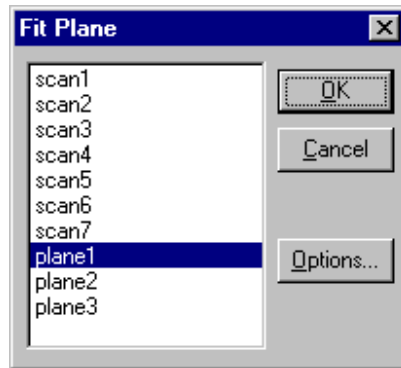 Fit Plane
scan1
scan2
scan3
scan4
scan5
scan6
scan7
plane1
plane2
plane3
OK
Cancel
Options...